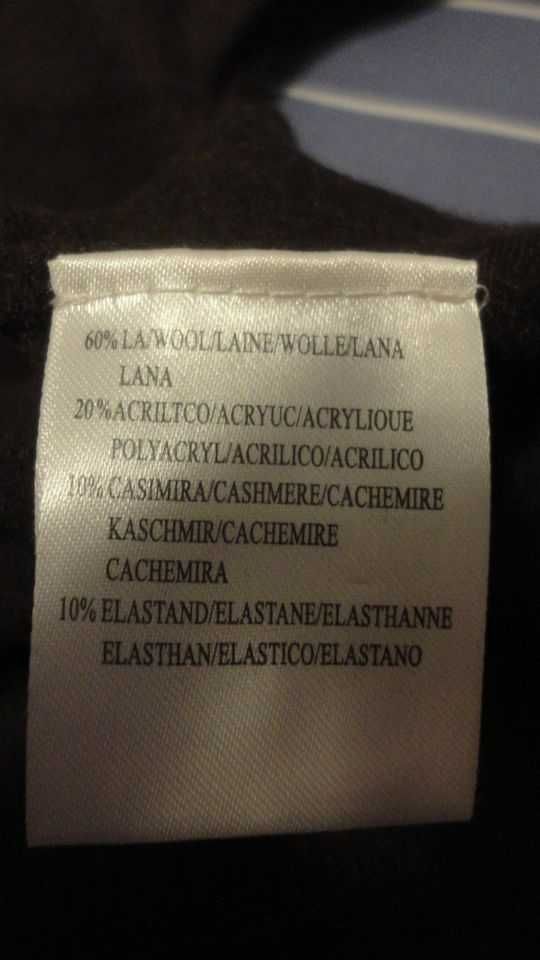 60% LA/WOOL/LAINE/WOLLE/LANA
LANA
20%ACRILTCO/ACRYUC/ACRYLIOUE
POLYACRYL/ACRILICO/ACRILICO
10% CASIMIRA/CASHMERE/CACHEMIRE
KASCHMIR/CACHEMIRE
CACHEMIRA
10% ELASTAND/ELASTANE/ELASTHANNE
ELASTHAN/ELASTICO/ELASTANO